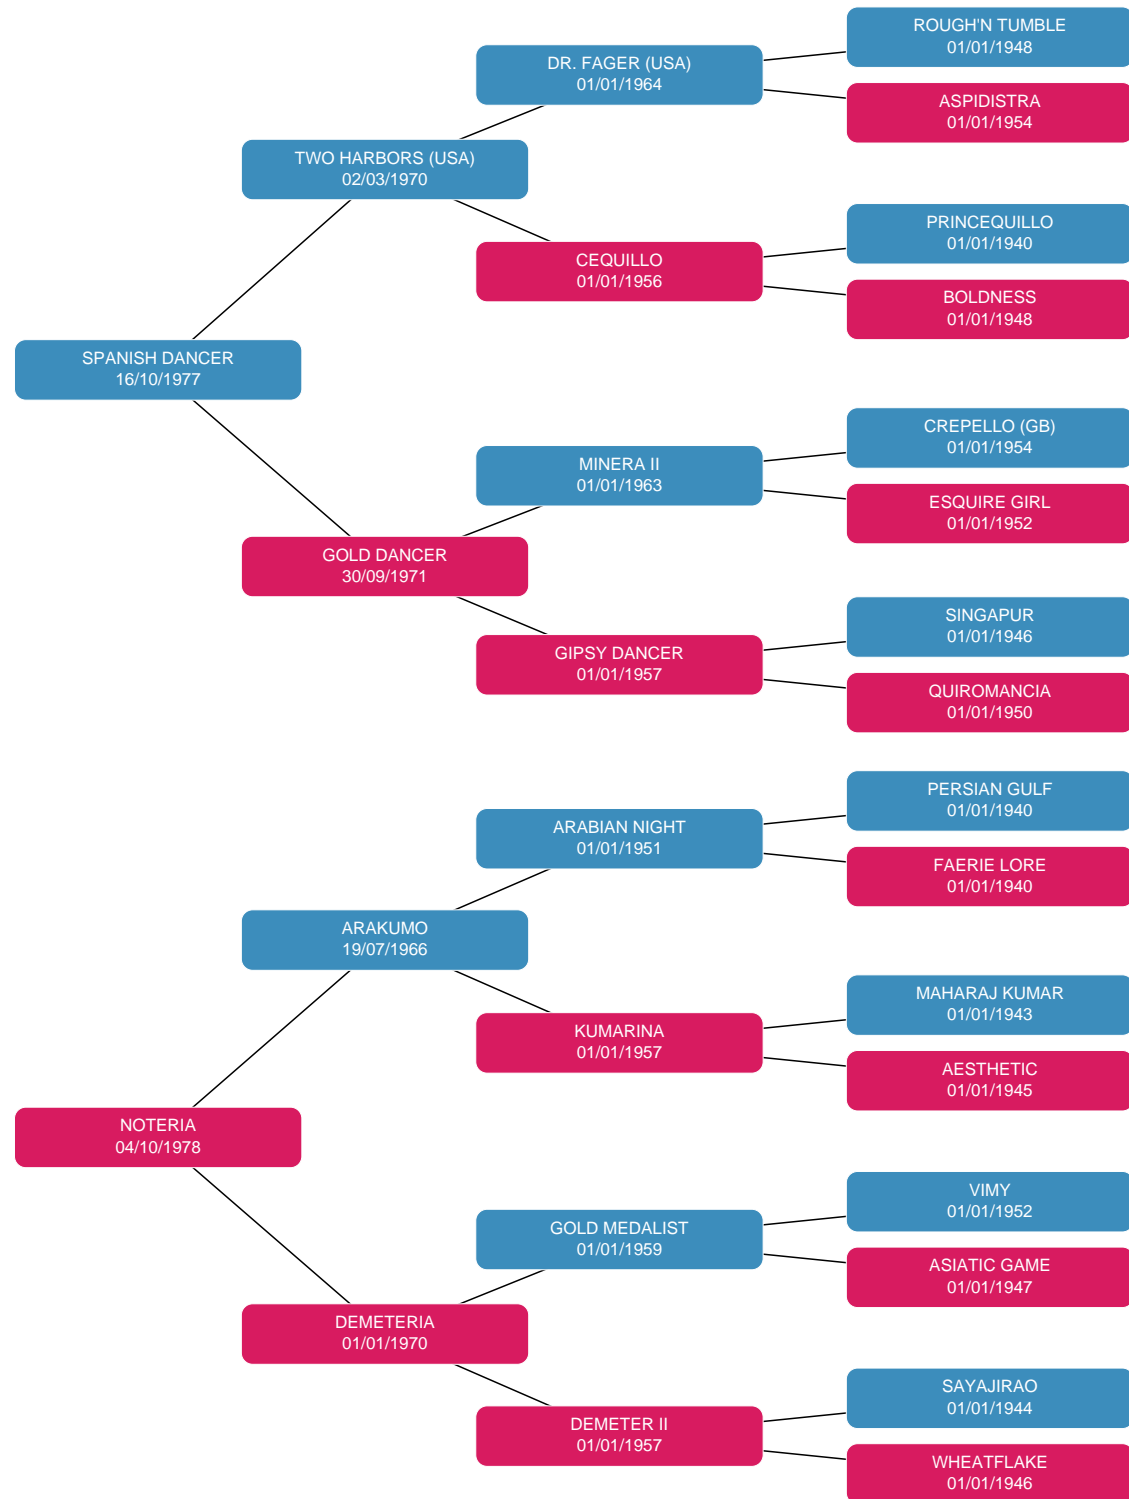 ROUGH'N TUMBLE
01/01/1948
DR. FAGER (USA)
01/01/1964
ASPIDISTRA
01/01/1954
TWO HARBORS (USA)
02/03/1970
PRINCEQUILLO
01/01/1940
CEQUILLO
01/01/1956
BOLDNESS
01/01/1948
SPANISH DANCER
16/10/1977
CREPELLO (GB)
01/01/1954
MINERA II
01/01/1963
ESQUIRE GIRL
01/01/1952
GOLD DANCER
30/09/1971
SINGAPUR
01/01/1946
GIPSY DANCER
01/01/1957
QUIROMANCIA
01/01/1950
PERSIAN GULF
01/01/1940
ARABIAN NIGHT
01/01/1951
FAERIE LORE
01/01/1940
ARAKUMO
19/07/1966
MAHARAJ KUMAR
01/01/1943
KUMARINA
01/01/1957
AESTHETIC
01/01/1945
NOTERIA
04/10/1978
VIMY
01/01/1952
GOLD MEDALIST
01/01/1959
ASIATIC GAME
01/01/1947
DEMETERIA
01/01/1970
SAYAJIRAO
01/01/1944
DEMETER II
01/01/1957
WHEATFLAKE
01/01/1946